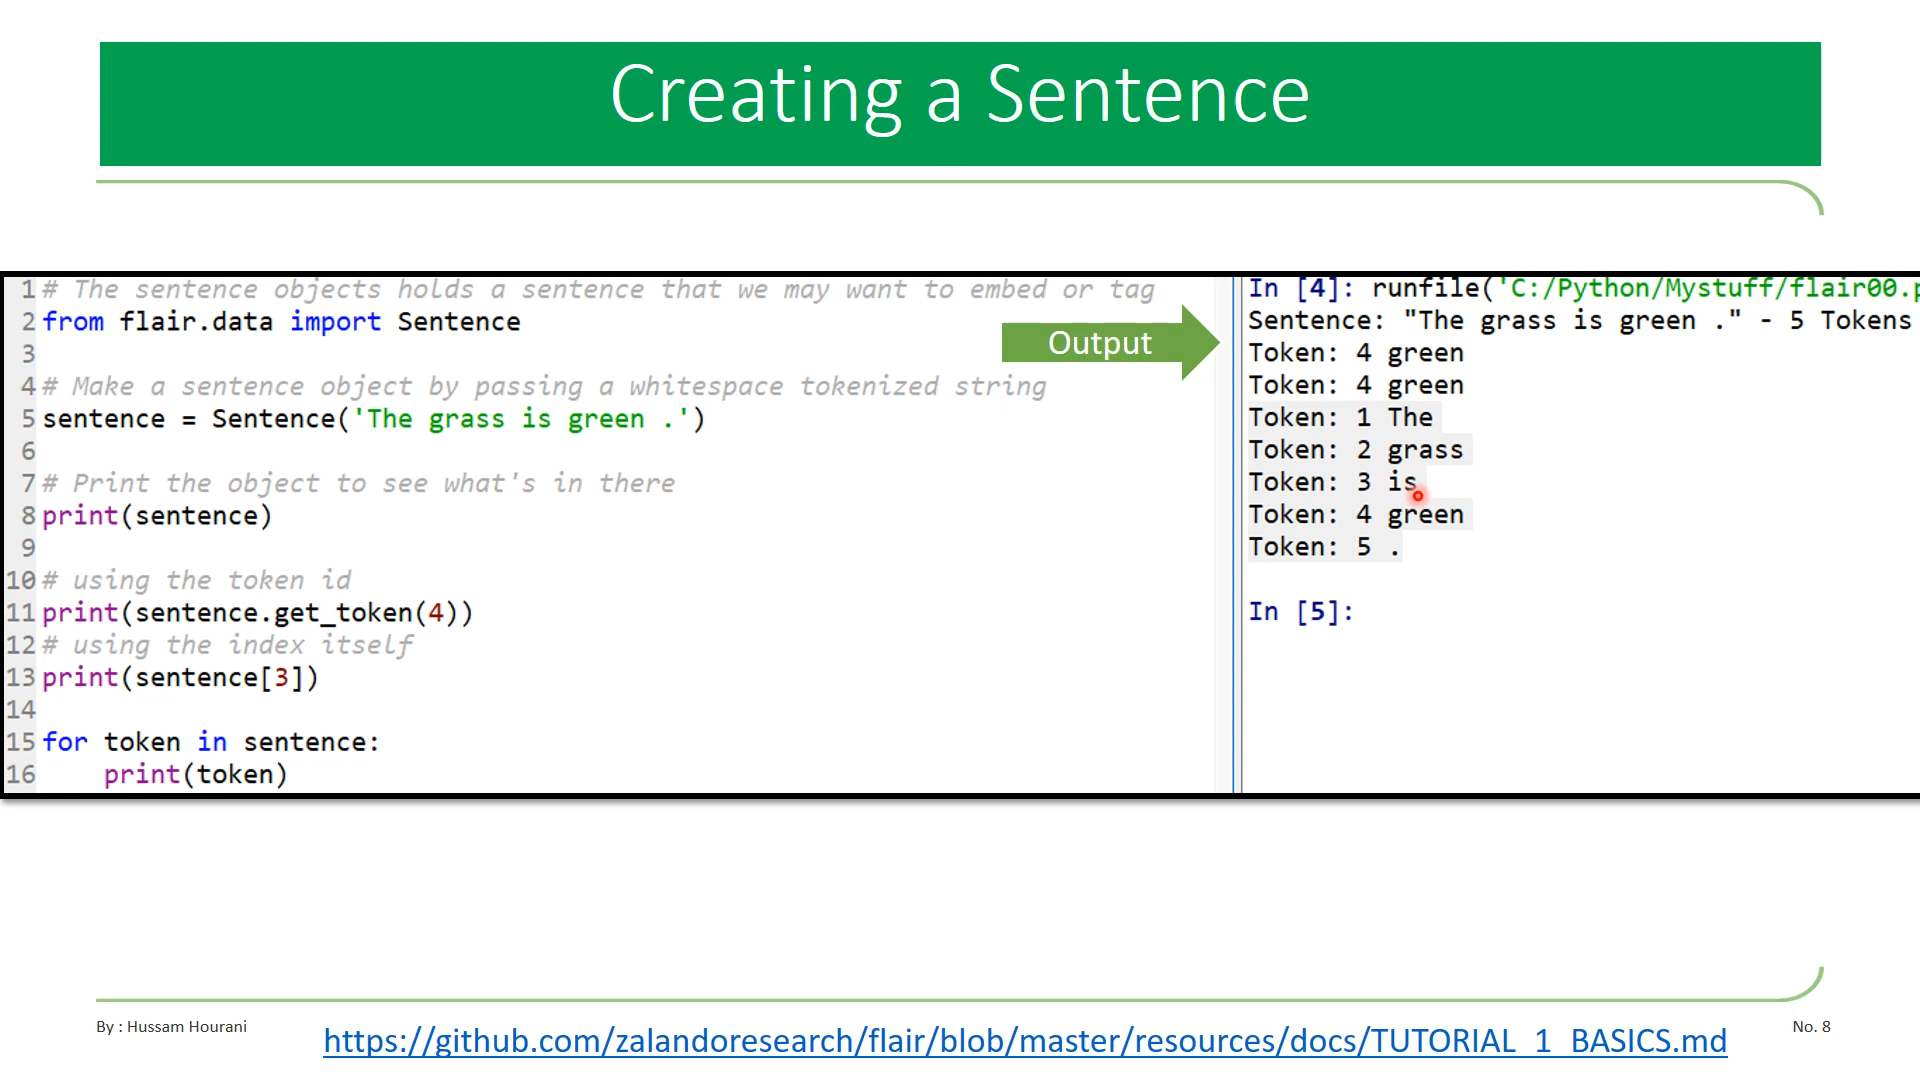 Creating a Sentence
1 # The sentence objects holds a sentence that we may want to embed or tag
2 from flair.data import Sentence
3
4 # Make a sentence object by passing a whitespace tokenized string
5 sentence = Sentence('The grass is green .')
6
7 # Print the object to see what's in there
8 print(sentence)
9
10 # using the token id
11 print(sentence.get_token(4))
12 # using the index itself
13 print(sentence[3])
14
15 for token in sentence:
16     print(token)
Output
In [4]: runfile('C:/Python/Mystuff/flair00.p
Sentence: "The grass is green ." - 5 Tokens
Token: 4 green
Token: 4 green
Token: 1 The
Token: 2 grass
Token: 3 is
Token: 4 green
Token: 5 .
In [5]:
By : Hussam Hourani
https://github.com/zalandoresearch/flair/blob/master/resources/docs/TUTORIAL_1_BASICS.md
No. 8